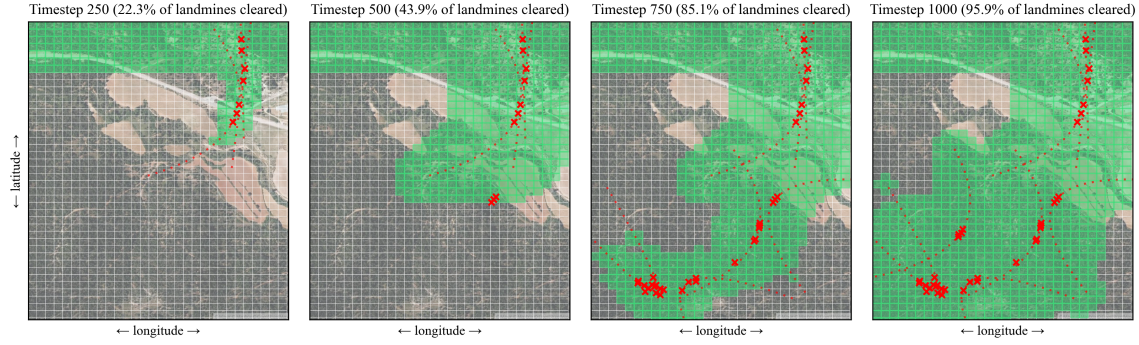 Timestep 250 (22.3% of landmines cleared)
Timestep 500 (43.9% of landmines cleared)
Timestep 750 (85.1% of landmines cleared)
Timestep 1000 (95.9% of landmines cleared)
← latitude →
← longitude →
← longitude →
← longitude →
← longitude →